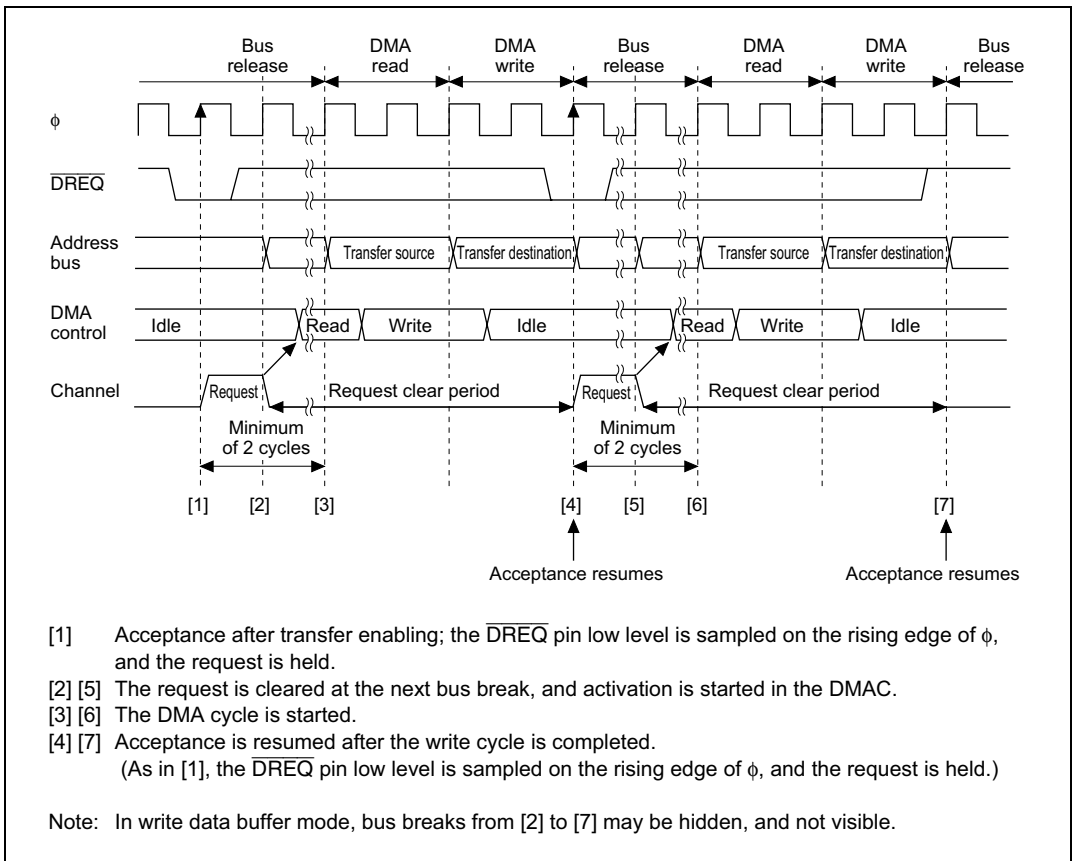 Bus release DMA read DMA write Bus release DMA read DMA write Bus release
φ
DREQ
Address bus Transfer source Transfer destination Transfer source Transfer destination
DMA control Idle Read Write Idle Read Write Idle
Channel Request Request clear period Request Request clear period
Minimum of 2 cycles Minimum of 2 cycles
[1] [2] [3] [4] [5] [6] [7]
Acceptance resumes Acceptance resumes
[1] Acceptance after transfer enabling; the DREQ pin low level is sampled on the rising edge of φ,
and the request is held.
[2] [5] The request is cleared at the next bus break, and activation is started in the DMAC.
[3] [6] The DMA cycle is started.
[4] [7] Acceptance is resumed after the write cycle is completed.
(As in [1], the DREQ pin low level is sampled on the rising edge of φ, and the request is held.)
Note: In write data buffer mode, bus breaks from [2] to [7] may be hidden, and not visible.